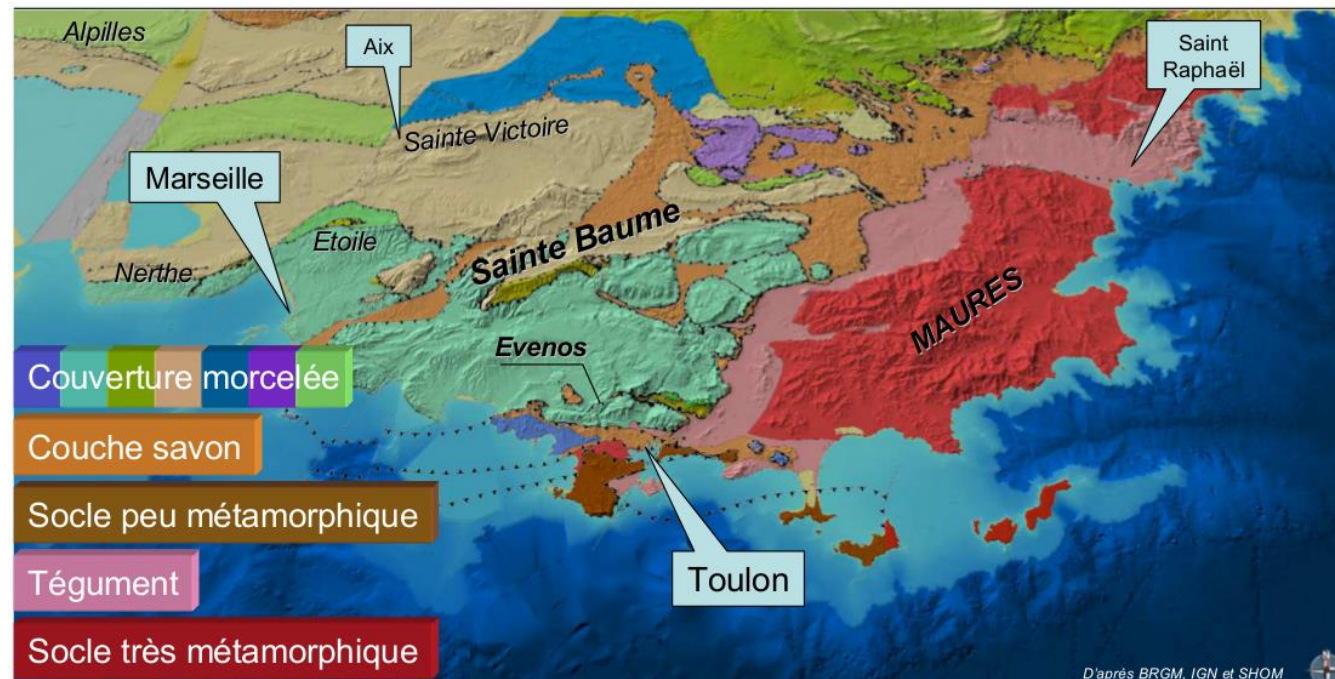 Alpilles
Aix
Saint
Raphaël
Sainte Victoire
Marseille
Etoile
Sainte Baume
Nerthe
MAURES
Evenos
Couverture morcelée
Couche savon
Socle peu métamorphique
Tégument
Toulon
Socle très métamorphique
D'après BRGM, IGN et SHOM
N